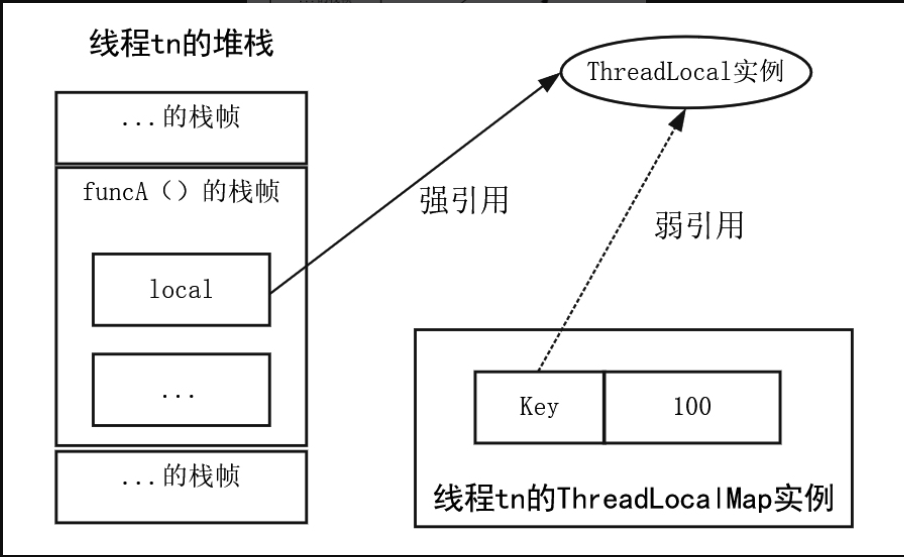 线程tn的堆栈
ThreadLocal实例
...的栈帧
funcA（）的栈帧
强引用
弱引用
local
...
Key
100
...的栈帧
线程tn的ThreadLocalMap实例